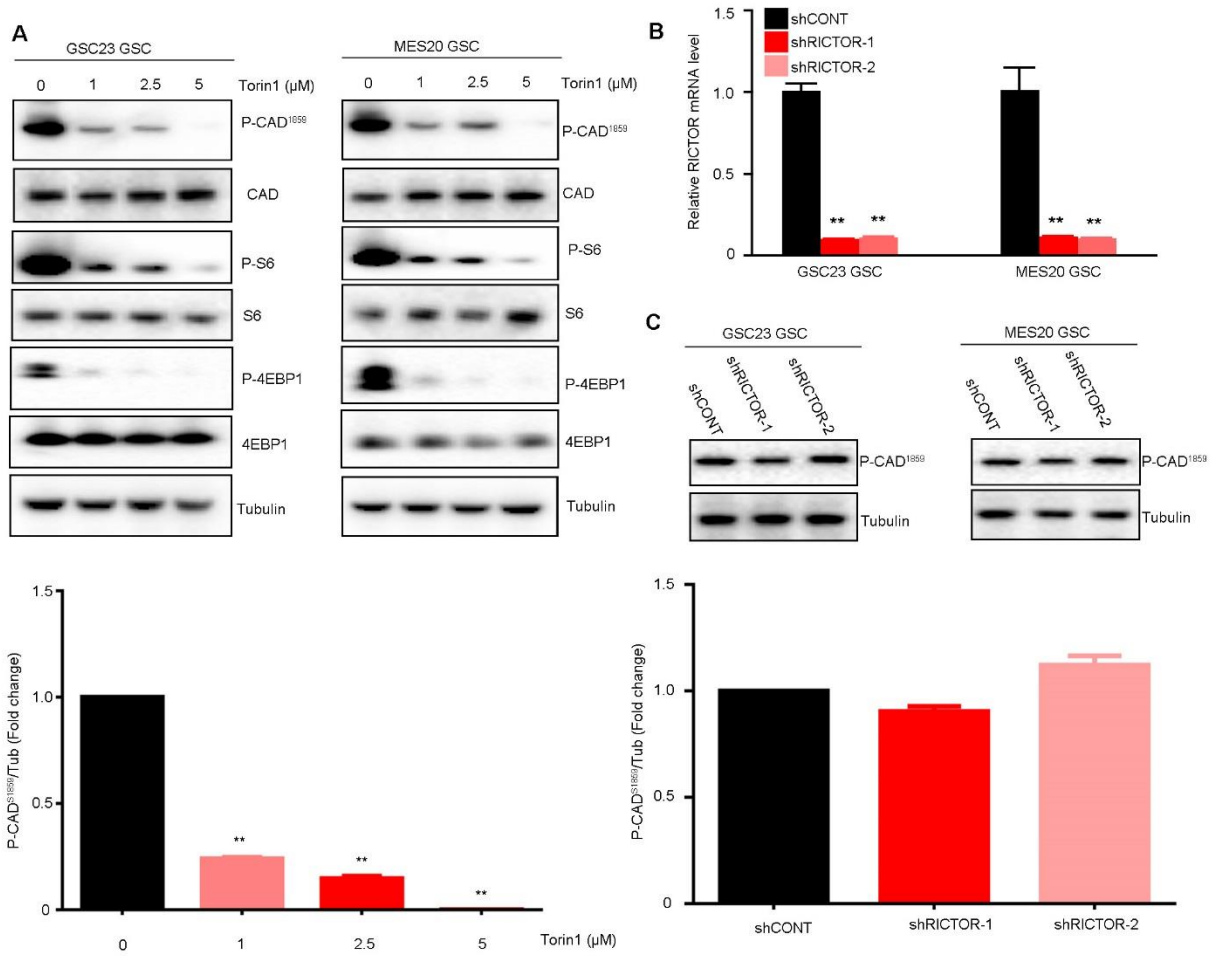 A
GSC23 GSC
0 1 2.5 5 Torin1 (µM)
P-CAD¹⁸⁵⁹
CAD
P-S6
S6
P-4EBP1
4EBP1
Tubulin
MES20 GSC
0 1 2.5 5 Torin1 (µM)
P-CAD¹⁸⁵⁹
CAD
P-S6
S6
P-4EBP1
4EBP1
Tubulin
P-CAD^S1859/Tub (Fold change)
1.5
1.0
0.5
0
**
**
**
0 1 2.5 5 Torin1 (µM)
B
Relative RICTOR mRNA level
1.5
1.0
0.5
0
shCONT
shRICTOR-1
shRICTOR-2
** **
** **
GSC23 GSC MES20 GSC
C
GSC23 GSC
shCONT
shRICTOR-1
shRICTOR-2
P-CAD¹⁸⁵⁹
Tubulin
MES20 GSC
shCONT
shRICTOR-1
shRICTOR-2
P-CAD¹⁸⁵⁹
Tubulin
P-CAD^S1859/Tub (Fold change)
1.5
1.0
0.5
0
shCONT shRICTOR-1 shRICTOR-2